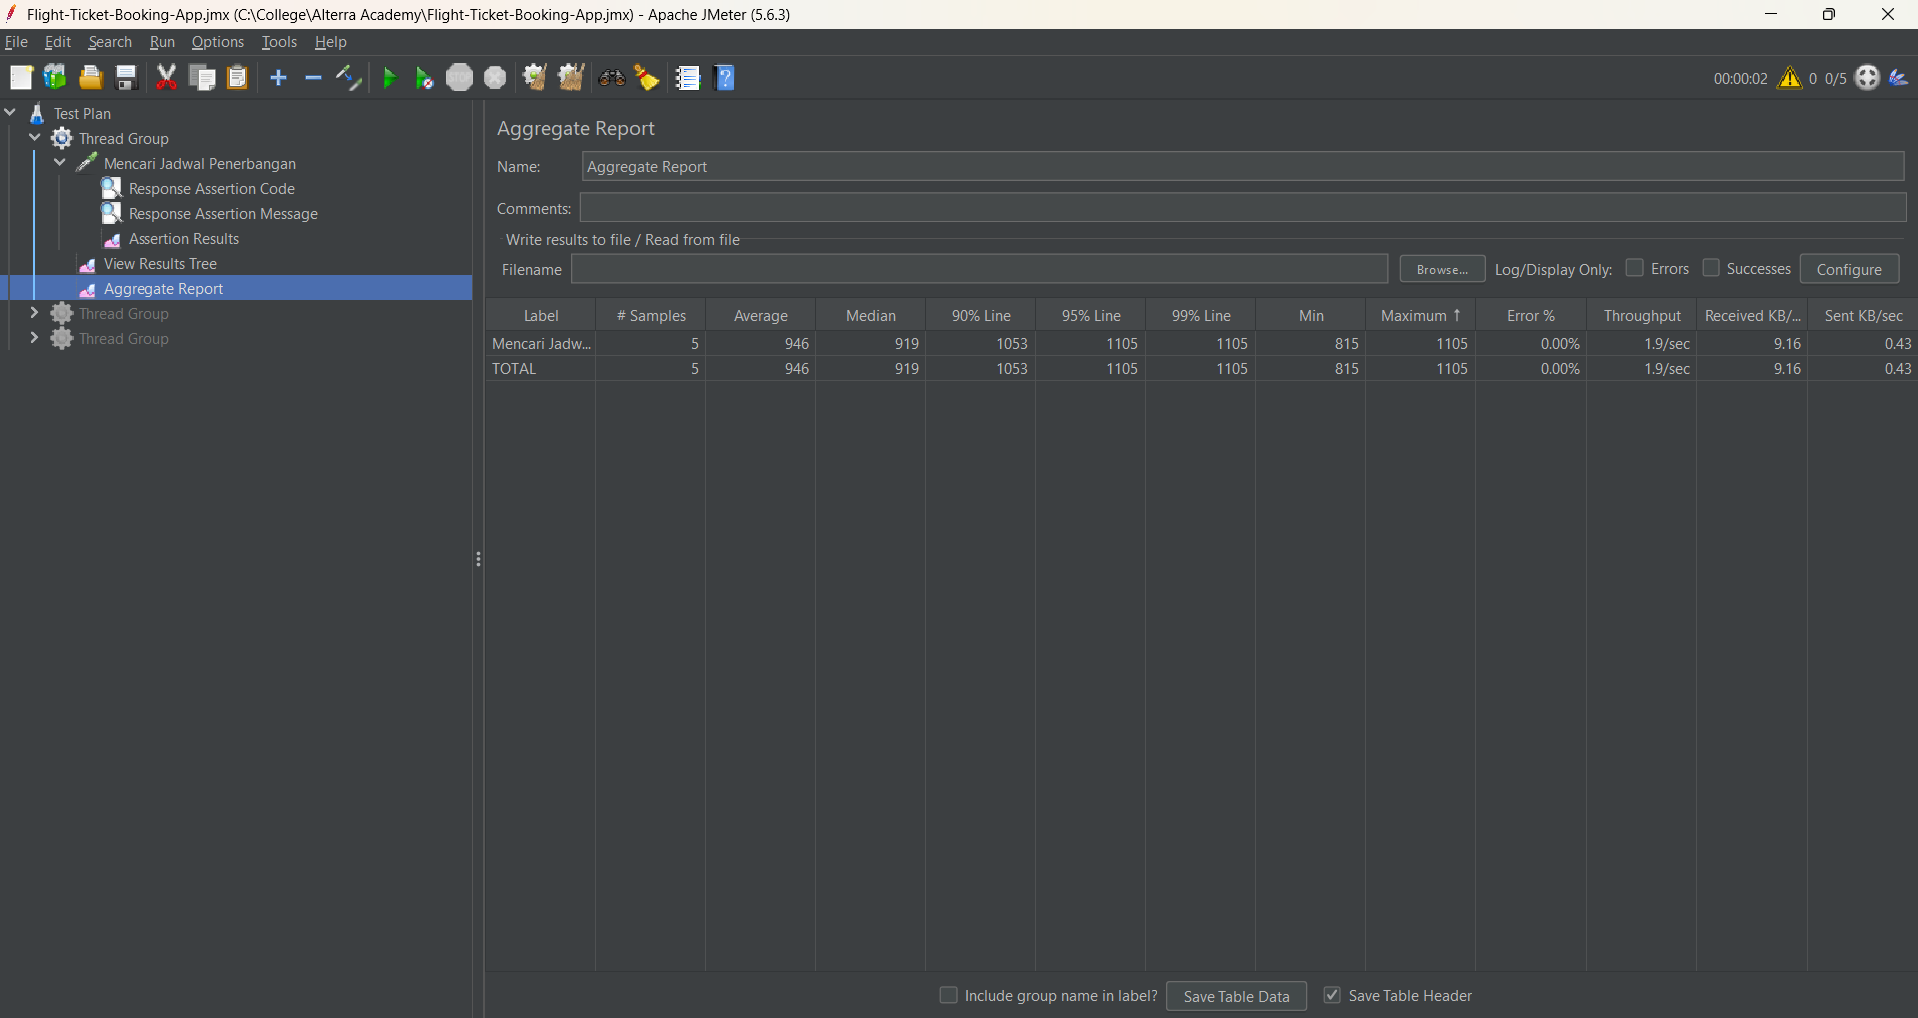 Flight-Ticket-Booking-App.jmx (C:\College\Alterra Academy\Flight-Ticket-Booking-App.jmx) - Apache JMeter (5.6.3)
File Edit Search Run Options Tools Help
STOP ? 00:00:02 0 0/5
Test Plan
Thread Group
Mencari Jadwal Penerbangan
Response Assertion Code
Response Assertion Message
Assertion Results
View Results Tree
Aggregate Report
Thread Group
Thread Group
Aggregate Report
Name: Aggregate Report
Comments:
Write results to file / Read from file
Filename Browse... Log/Display Only: Errors Successes Configure
Label # Samples Average Median 90% Line 95% Line 99% Line Min Maximum ↑ Error % Throughput Received KB/... Sent KB/sec
Mencari Jadw... 5 946 919 1053 1105 1105 815 1105 0.00% 1.9/sec 9.16 0.43
TOTAL 5 946 919 1053 1105 1105 815 1105 0.00% 1.9/sec 9.16 0.43
Include group name in label? Save Table Data Save Table Header